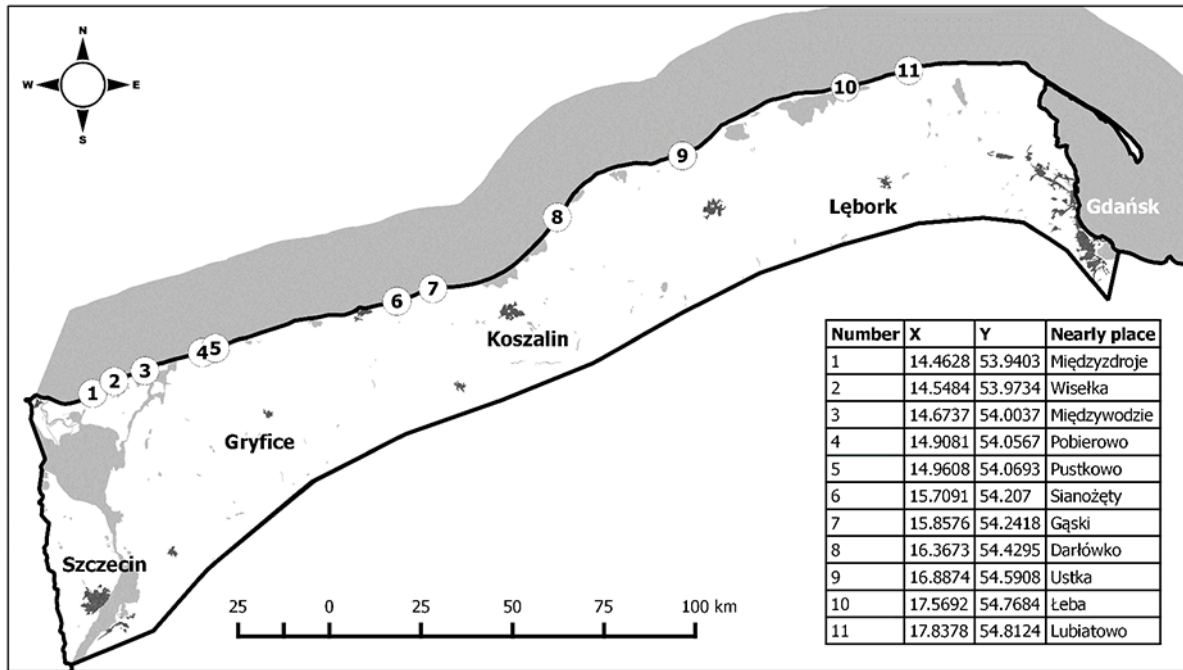 N
W E
S
1 2 3 4 5 6 7 8 9 10 11
Lębork
Gdańsk
Koszalin
Gryfice
Szczecin
25 0 25 50 75 100 km
Number X Y Nearly place
1 14.4628 53.9403 Międzyzdroje
2 14.5484 53.9734 Wisełka
3 14.6737 54.0037 Międzywodzie
4 14.9081 54.0567 Pobierowo
5 14.9608 54.0693 Pustkowo
6 15.7091 54.207 Sianożęty
7 15.8576 54.2418 Gąski
8 16.3673 54.4295 Darłówko
9 16.8874 54.5908 Ustka
10 17.5692 54.7684 Łeba
11 17.8378 54.8124 Lubiatowo